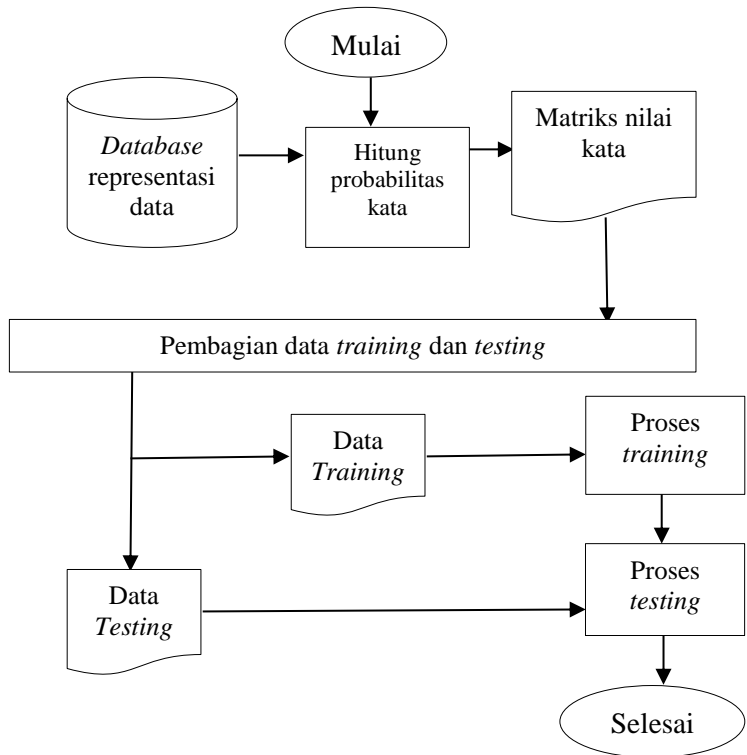 Mulai
Database
representasi
data
Hitung
probabilitas
kata
Matriks nilai
kata
Pembagian data training dan testing
Data
Training
Proses
training
Data
Testing
Proses
testing
Selesai